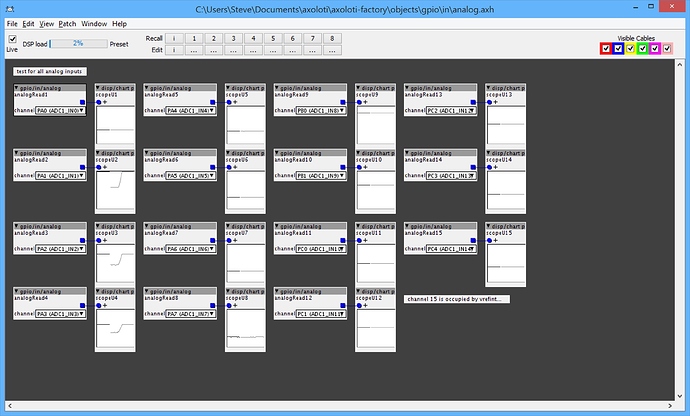 C:\Users\Steve\Documents\axoloti\axoloti-factory\objects\gpio\in\analog.axh
File Edit View Patch Window Help
Live DSP load 2% Preset Recall i 1 2 3 4 5 6 7 8 Visible Cables
Edit i ... ... ... ... ... ... ... ...
test for all analog inputs
gpio/in/analog disp/chart p gpio/in/analog disp/chart p gpio/in/analog disp/chart p gpio/in/analog disp/chart p
analogRead1 scopeU1 analogRead5 scopeU5 analogRead9 scopeU9 analogRead13 scopeU13
channel PA0 (ADC1_IN0) channel PA4 (ADC1_IN4) channel PB0 (ADC1_IN8) channel PC2 (ADC1_IN12
gpio/in/analog disp/chart p gpio/in/analog disp/chart p gpio/in/analog disp/chart p gpio/in/analog disp/chart p
analogRead2 scopeU2 analogRead6 scopeU6 analogRead10 scopeU10 analogRead14 scopeU14
channel PA1 (ADC1_IN1) channel PA5 (ADC1_IN5) channel PB1 (ADC1_IN9) channel PC3 (ADC1_IN13
gpio/in/analog disp/chart p gpio/in/analog disp/chart p gpio/in/analog disp/chart p gpio/in/analog disp/chart p
analogRead3 scopeU3 analogRead7 scopeU7 analogRead11 scopeU11 analogRead15 scopeU15
channel PA2 (ADC1_IN2) channel PA6 (ADC1_IN6) channel PC0 (ADC1_IN10 channel PC4 (ADC1_IN14
gpio/in/analog disp/chart p gpio/in/analog disp/chart p gpio/in/analog disp/chart p
analogRead4 scopeU4 analogRead8 scopeU8 analogRead12 scopeU12 channel 15 is occupied by vrefint...
channel PA3 (ADC1_IN3) channel PA7 (ADC1_IN7) channel PC1 (ADC1_IN11